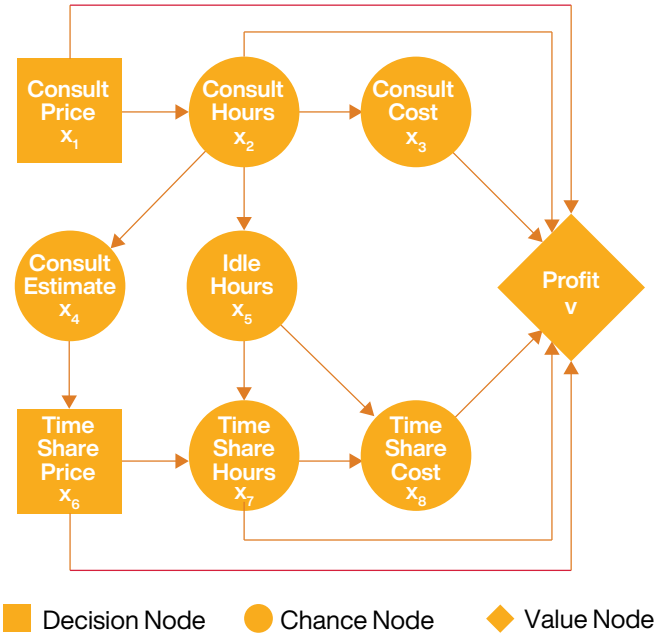 Consult
Price
x1
Consult
Hours
x2
Consult
Cost
x3
Consult
Estimate
x4
Idle
Hours
x5
Profit
v
Time
Share
Price
x6
Time
Share
Hours
x7
Time
Share
Cost
x8
Decision Node
Chance Node
Value Node